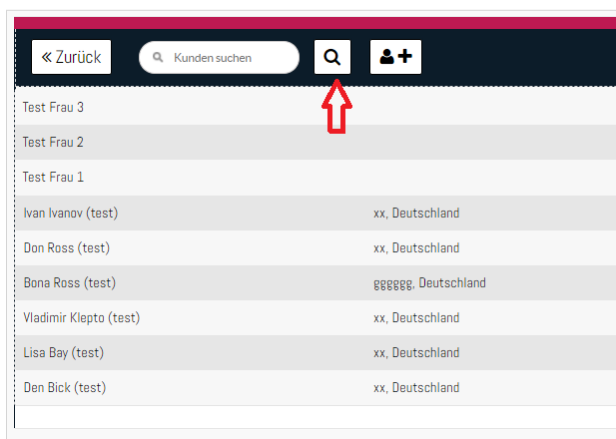 « Zurück
Kunden suchen
Test Frau 3
Test Frau 2
Test Frau 1
Ivan Ivanov (test) xx, Deutschland
Don Ross (test) xx, Deutschland
Bona Ross (test) gggggg, Deutschland
Vladimir Klepto (test) xx, Deutschland
Lisa Bay (test) xx, Deutschland
Den Bick (test) xx, Deutschland